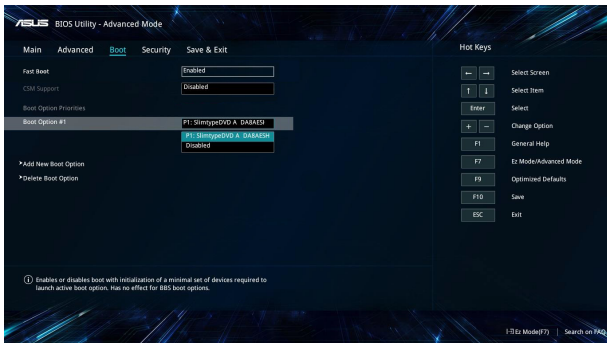 ASUS BIOS Utility - Advanced Mode
Main Advanced Boot Security Save & Exit
Hot Keys
Fast Boot Enabled
CSM Support Disabled
Boot Option Priorities
Boot Option #1 P1: SlimtypeDVD A DA8AESI
P1: SlimtypeDVD A DA8AESH
Disabled
Add New Boot Option
Delete Boot Option
← → Select Screen
↑ ↓ Select Item
Enter Select
+ − Change Option
F1 General Help
F7 Ez Mode/Advanced Mode
F9 Optimized Defaults
F10 Save
ESC Exit
Enables or disables boot with initialization of a minimal set of devices required to
launch active boot option. Has no effect for BBS boot options.
Ez Mode(F7) | Search on FAQ